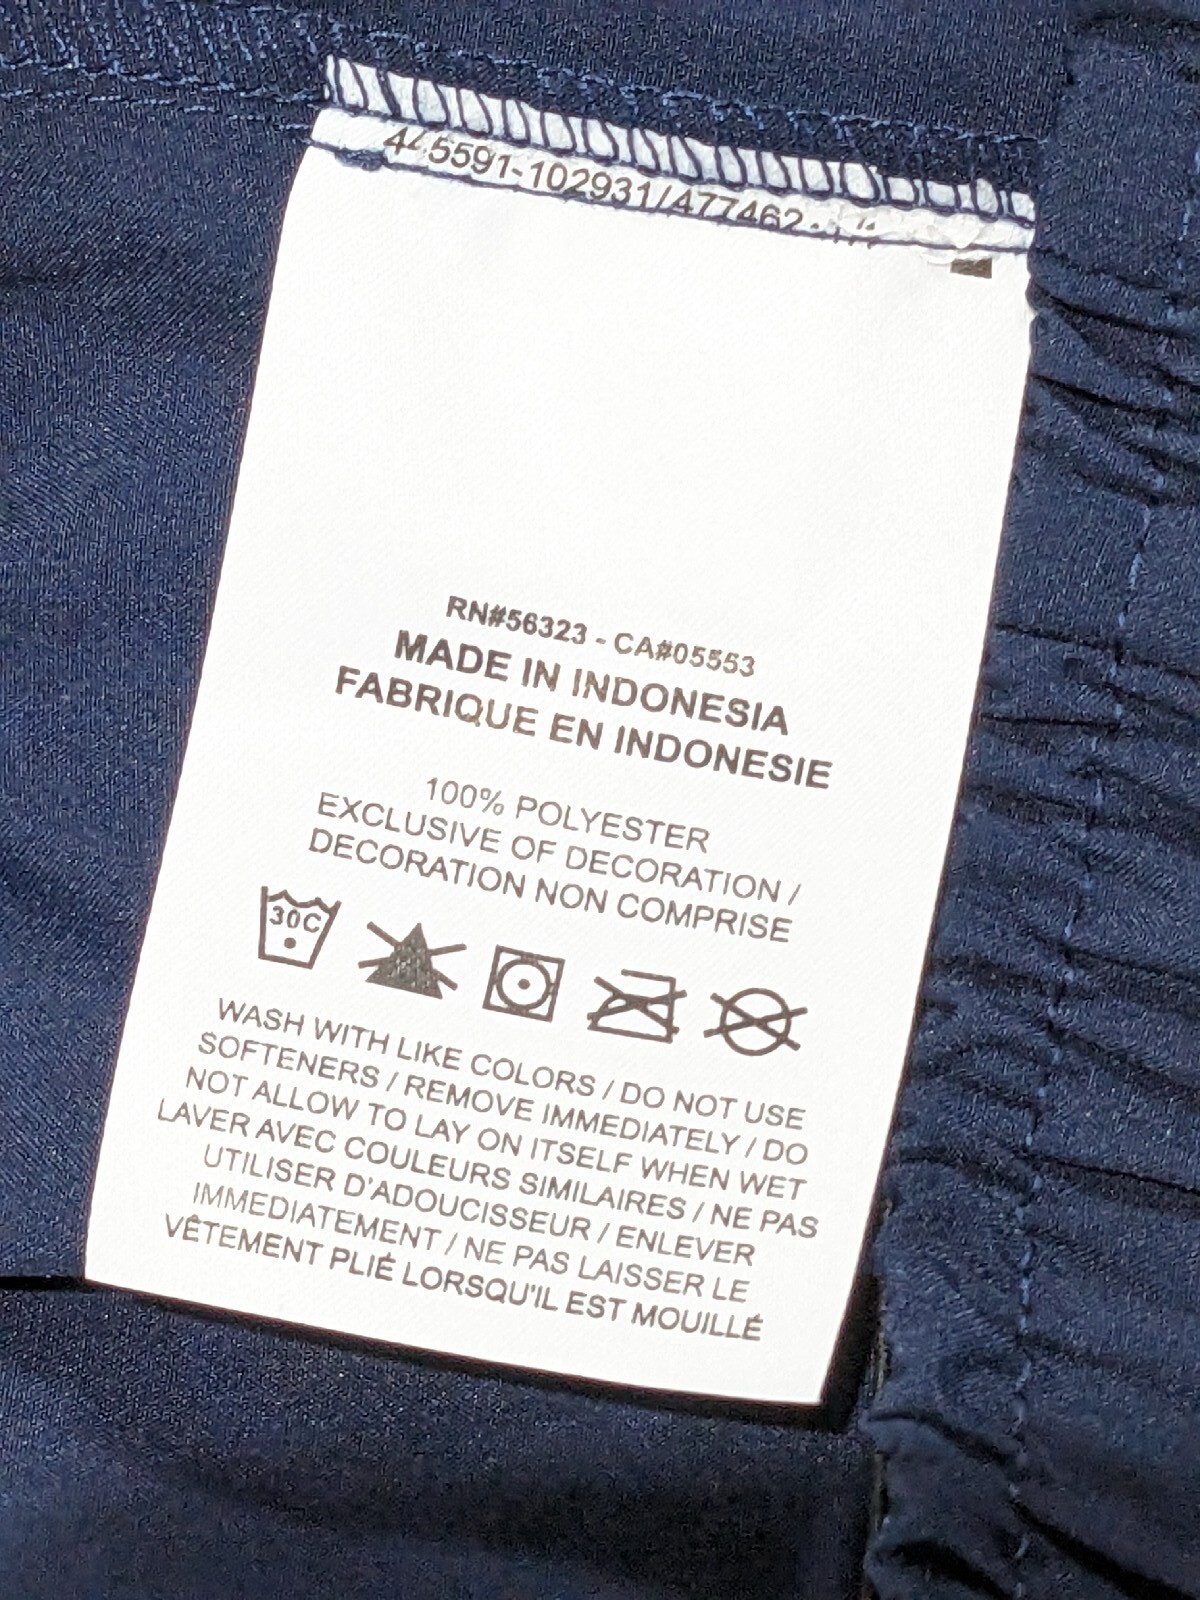 445591-102931/477462
RN#56323 - CA#05553
MADE IN INDONESIA
FABRIQUE EN INDONESIE
100% POLYESTER
EXCLUSIVE OF DECORATION /
DECORATION NON COMPRISE
30C
WASH WITH LIKE COLORS / DO NOT USE
SOFTENERS / REMOVE IMMEDIATELY / DO
NOT ALLOW TO LAY ON ITSELF WHEN WET
LAVER AVEC COULEURS SIMILAIRES / NE PAS
UTILISER D'ADOUCISSEUR / ENLEVER
IMMEDIATEMENT / NE PAS LAISSER LE
VÊTEMENT PLIÉ LORSQU'IL EST MOUILLÉ